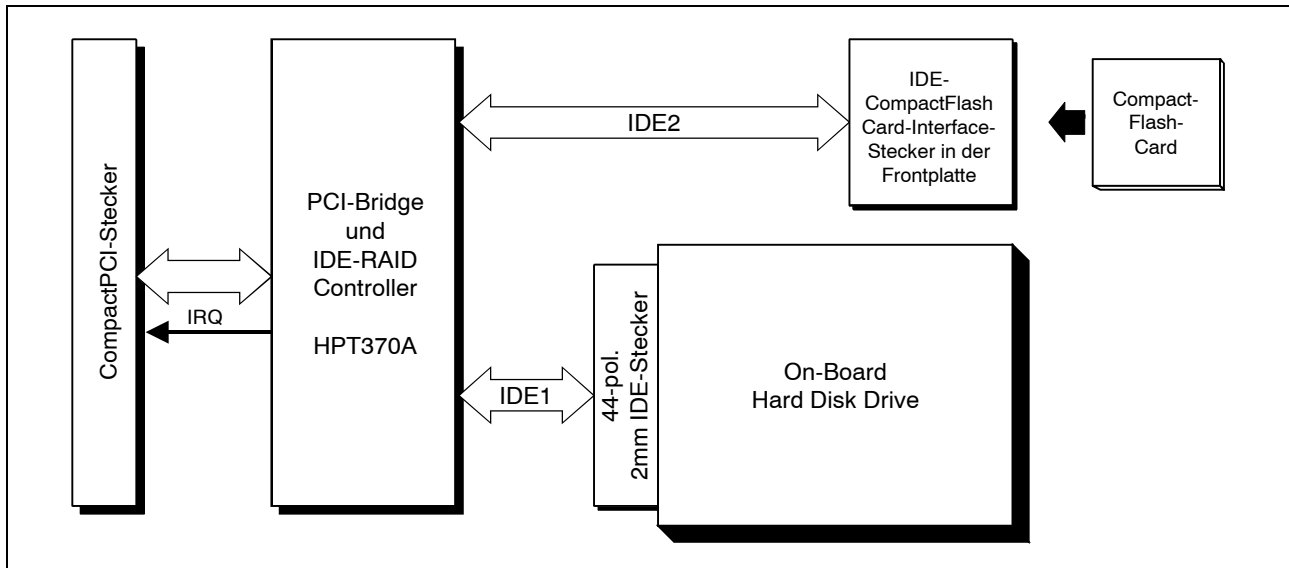 CompactPCI-Stecker
IRQ
PCI-Bridge
und
IDE-RAID
Controller
HPT370A
IDE2
IDE-
CompactFlash
Card-Interface-
Stecker in der
Frontplatte
Compact-
Flash-
Card
IDE1
44-pol.
2mm IDE-Stecker
On-Board
Hard Disk Drive